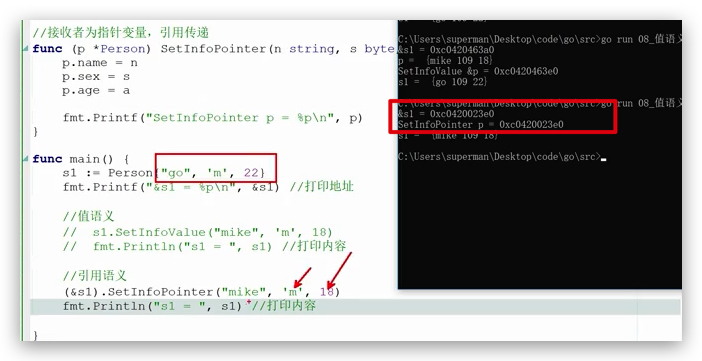 //接收者为指针变量，引用传递
func (p *Person) SetInfoPointer(n string, s byte
p.name = n
p.sex = s
p.age = a
fmt.Printf("SetInfoPointer p = %p\n", p)
}
func main() {
s1 := Person{"go", 'm', 22}
fmt.Printf("&s1 = %p\n", &s1) //打印地址
//值语义
// s1.SetInfoValue("mike", 'm', 18)
// fmt.Println("s1 = ", s1) //打印内容
//引用语义
(&s1).SetInfoPointer("mike", 'm', 18)
fmt.Println("s1 = ", s1) //打印内容
}
C:\Users\superman\Desktop\code\go\src>go run 08_值语义
&s1 = 0xc0420463a0
p = {mike 109 18}
SetInfoValue &p = 0xc0420463e0
s1 = {go 109 22}
C:\Users\superman\Desktop\code\go\src>go run 08_值语义
&s1 = 0xc0420023e0
SetInfoPointer p = 0xc0420023e0
s1 = {mike 109 18}
C:\Users\superman\Desktop\code\go\src>